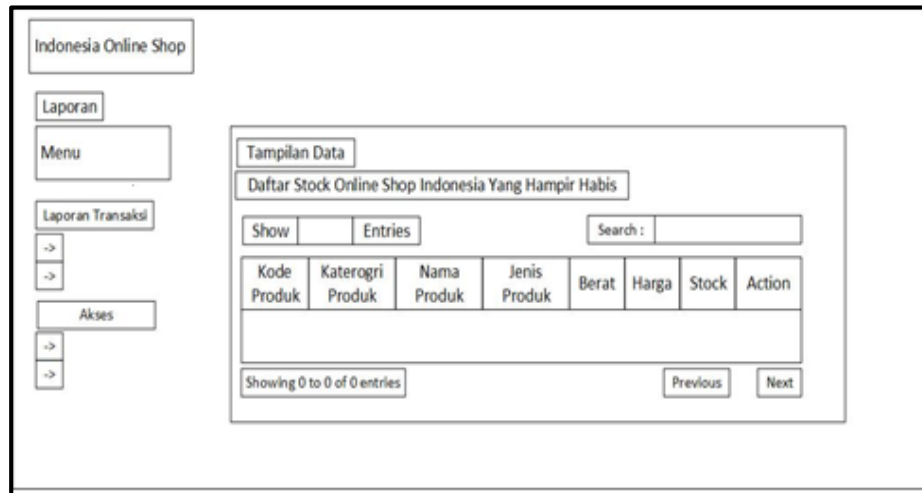 Indonesia Online Shop
Laporan
Menu
Laporan Transaksi
->
->
Akses
->
->
Tampilan Data
Daftar Stock Online Shop Indonesia Yang Hampir Habis
Show Entries Search :
Kode Produk Katerogri Produk Nama Produk Jenis Produk Berat Harga Stock Action
Showing 0 to 0 of 0 entries Previous Next